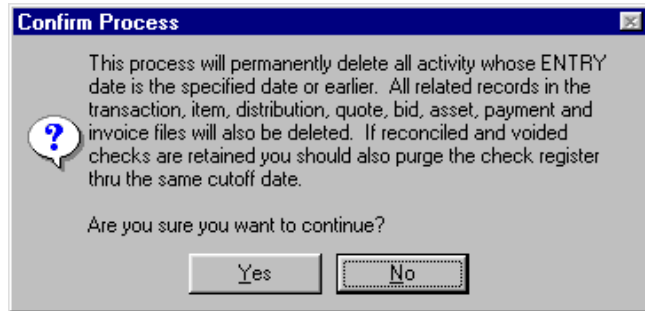 Confirm Process
This process will permanently delete all activity whose ENTRY
date is the specified date or earlier.  All related records in the
transaction, item, distribution, quote, bid, asset, payment and
invoice files will also be deleted.  If reconciled and voided
checks are retained you should also purge the check register
thru the same cutoff date.
Are you sure you want to continue?
Yes
No